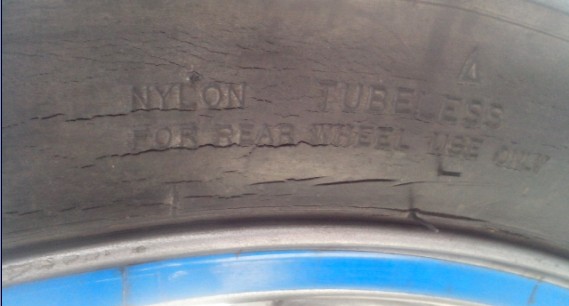 NYLON TUBELESS
FOR REAR WHEEL USE ONLY
L